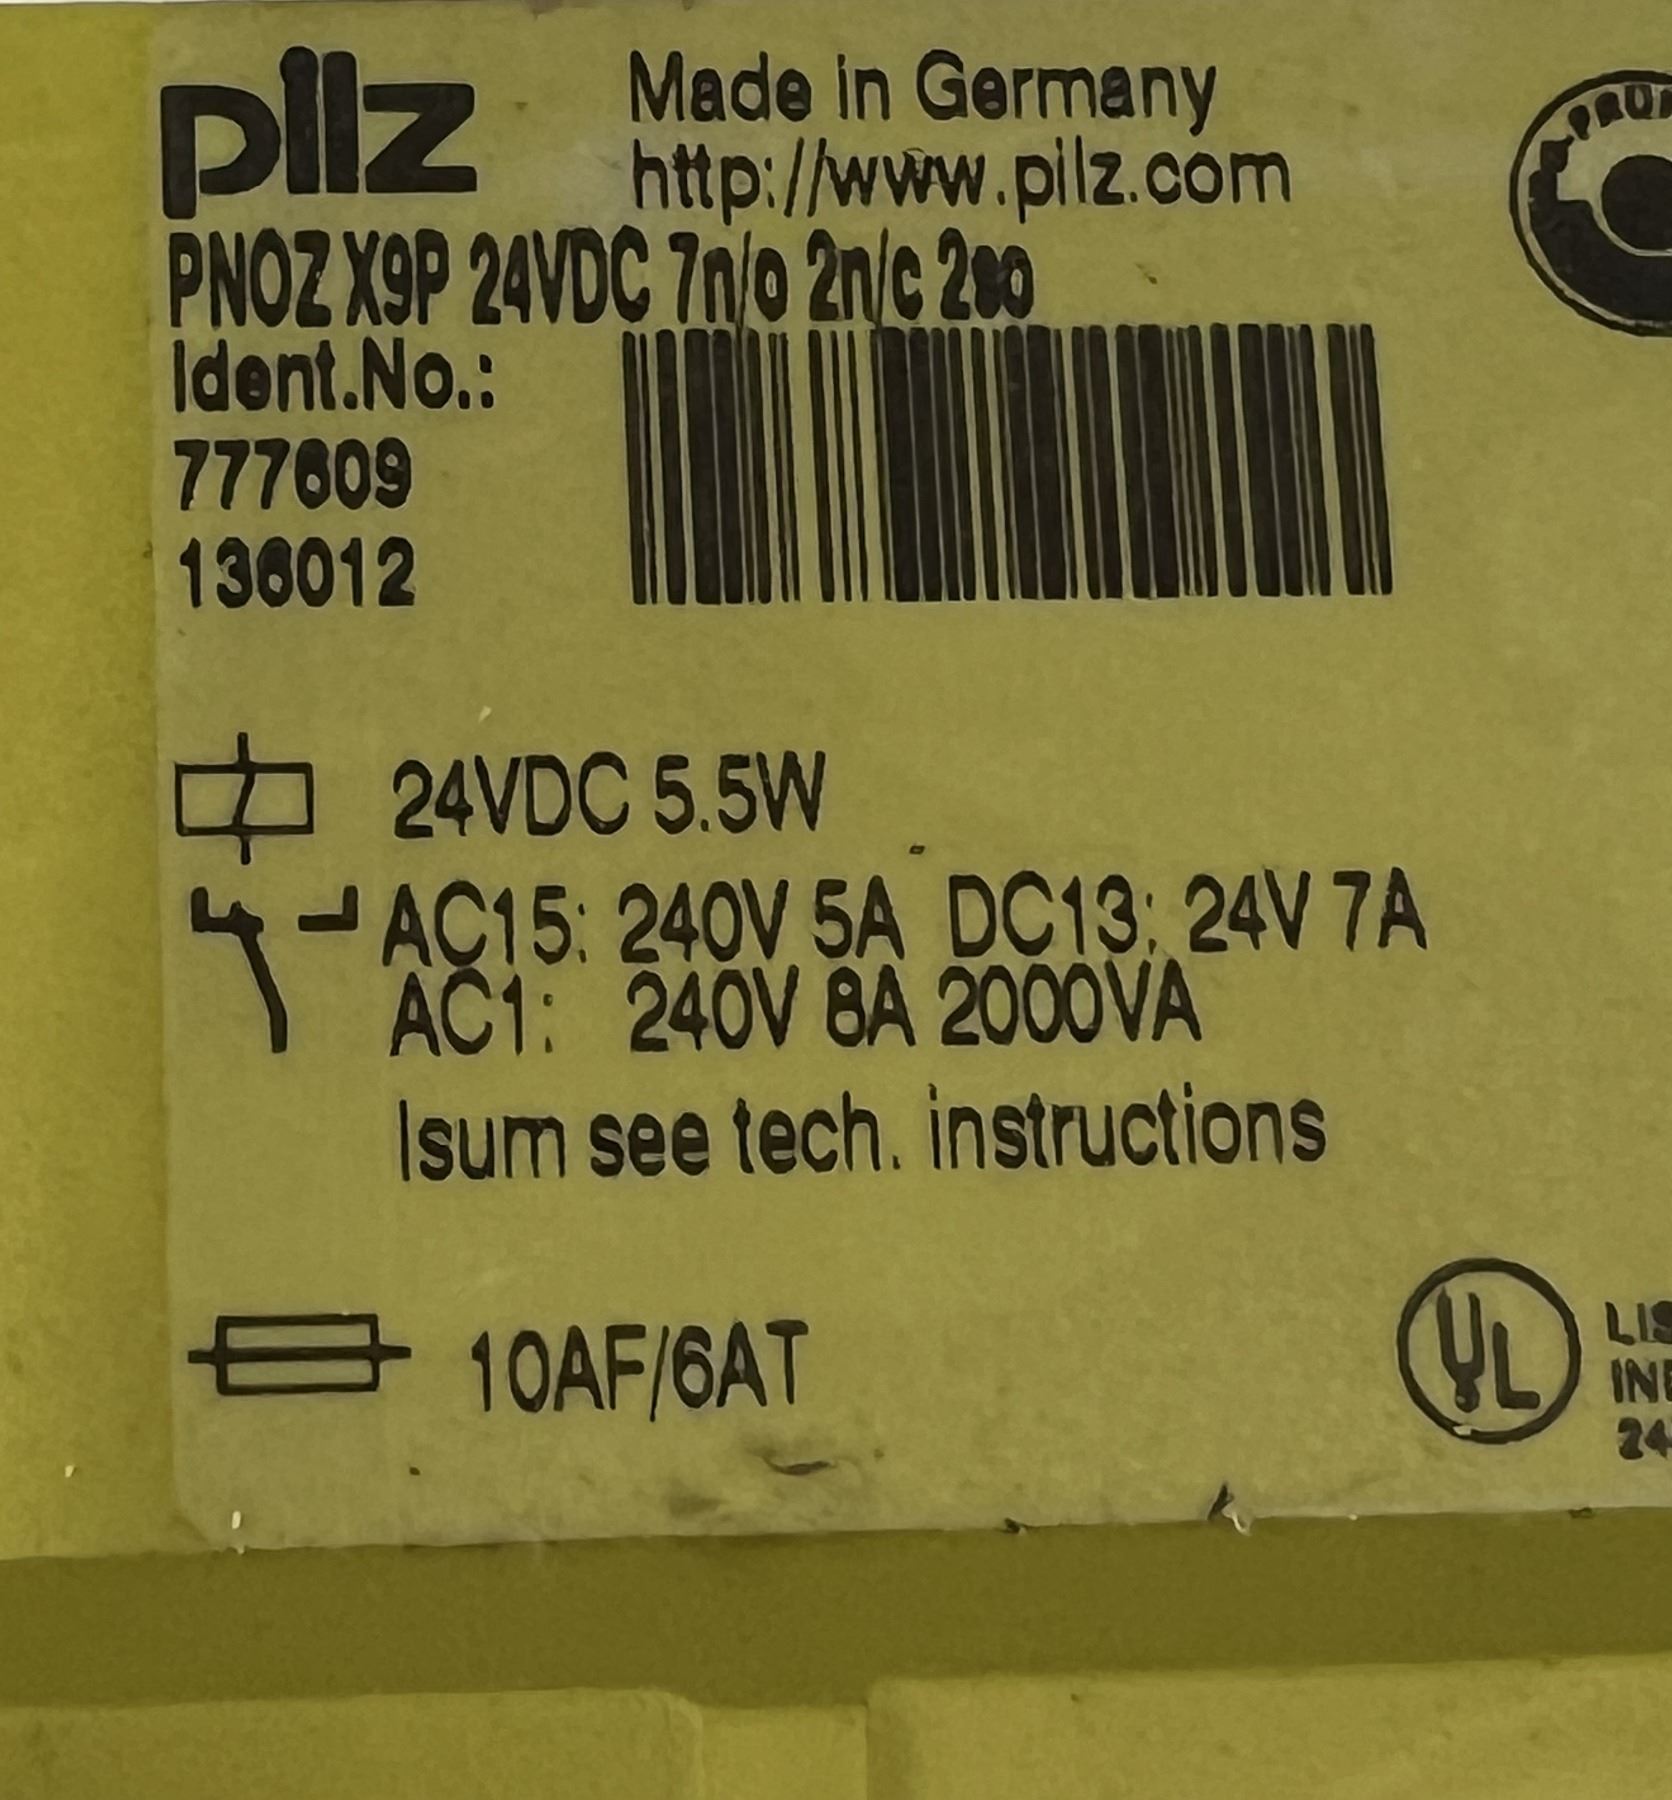 pilz
Made in Germany
http://www.pilz.com
PNOZ X9P 24VDC 7n/o 2n/c 2so
Ident.No.:
777609
136012
24VDC 5.5W
AC15: 240V 5A DC13: 24V 7A
AC1: 240V 8A 2000VA
Isum see tech. instructions
10AF/6AT
UL